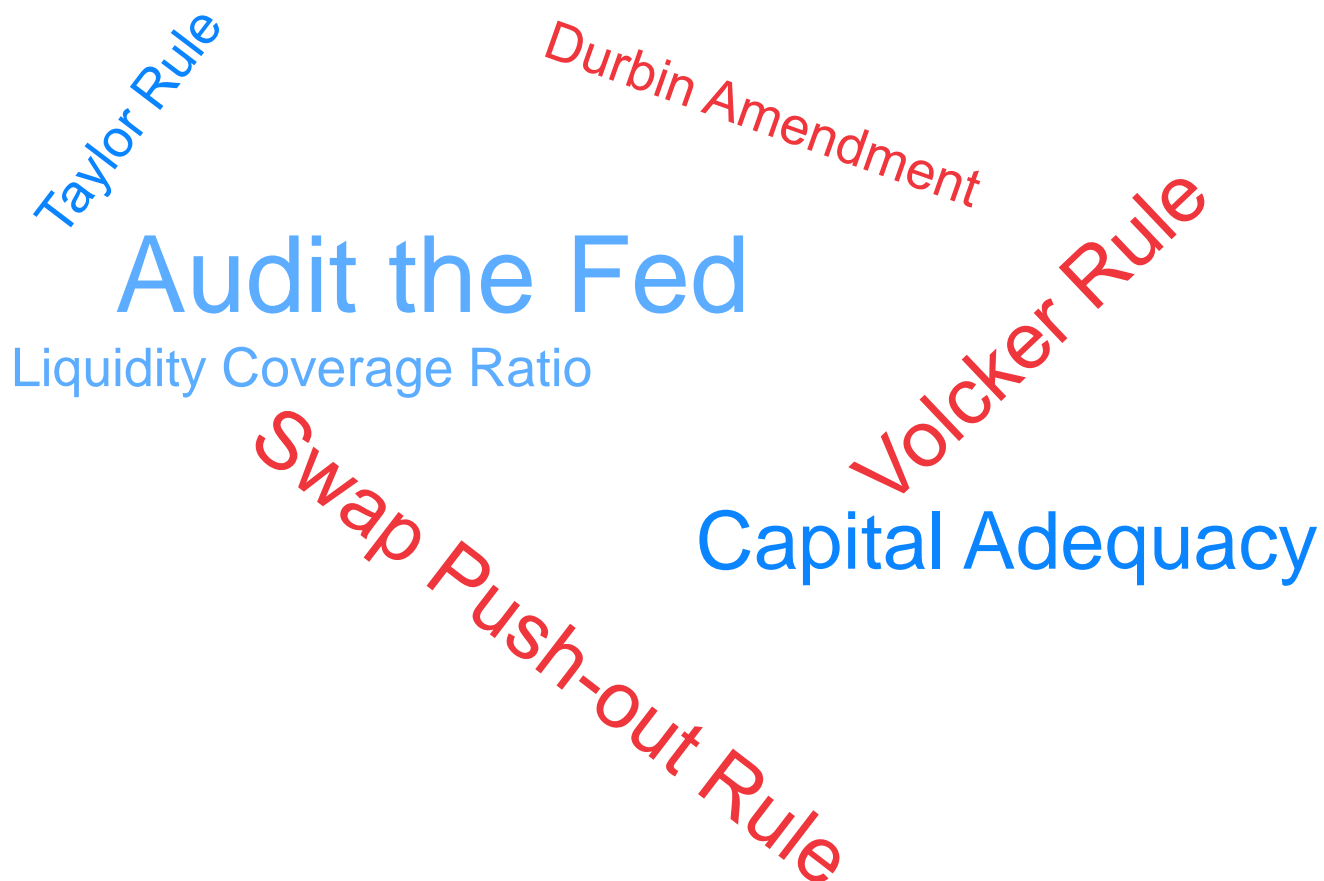 Taylor Rule
Durbin Amendment
Audit the Fed
Volcker Rule
Liquidity Coverage Ratio
Swap Push-out Rule
Capital Adequacy